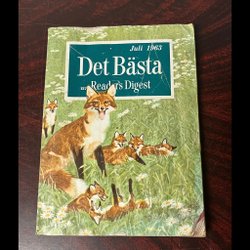 Juli 1963
Det Bästa
ur Reader's Digest